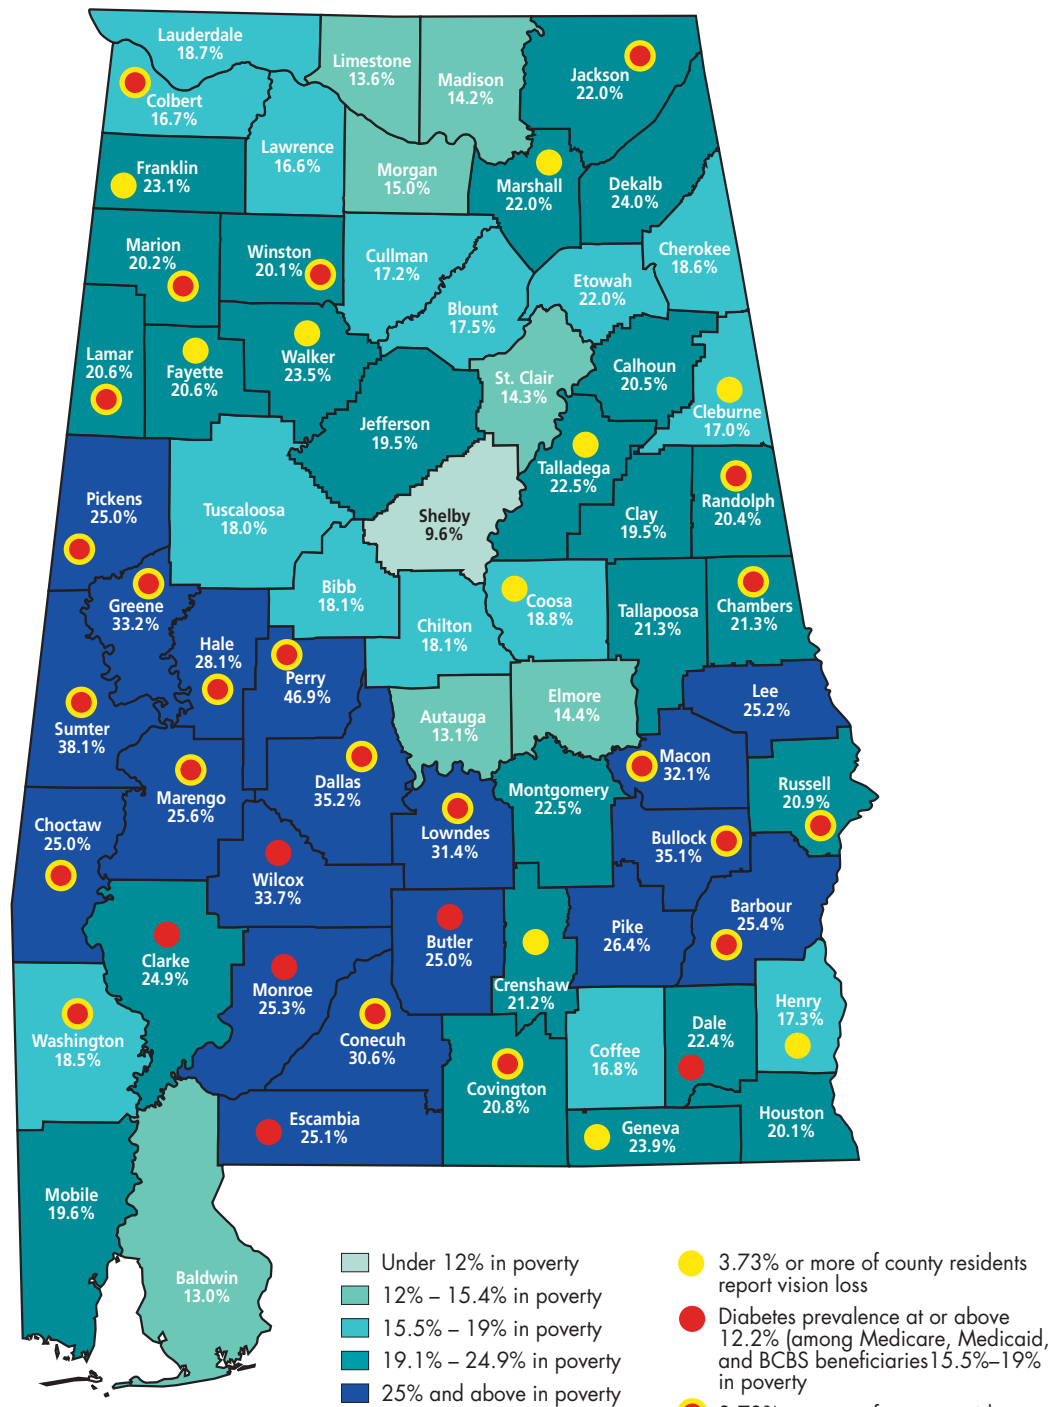 Lauderdale
18.7%
Limestone
13.6%
Madison
14.2%
Jackson
22.0%
Colbert
16.7%
Lawrence
16.6%
Franklin
23.1%
Morgan
15.0%
Marshall
22.0%
Dekalb
24.0%
Marion
20.2%
Winston
20.1%
Cullman
17.2%
Cherokee
18.6%
Etowah
22.0%
Blount
17.5%
Lamar
20.6%
Fayette
20.6%
Walker
23.5%
St. Clair
14.3%
Calhoun
20.5%
Cleburne
17.0%
Jefferson
19.5%
Talladega
22.5%
Pickens
25.0%
Tuscaloosa
18.0%
Shelby
9.6%
Clay
19.5%
Randolph
20.4%
Greene
33.2%
Bibb
18.1%
Chilton
18.1%
Coosa
18.8%
Tallapoosa
21.3%
Chambers
21.3%
Hale
28.1%
Perry
46.9%
Sumter
38.1%
Autauga
13.1%
Elmore
14.4%
Lee
25.2%
Marengo
25.6%
Dallas
35.2%
Montgomery
22.5%
Macon
32.1%
Russell
20.9%
Choctaw
25.0%
Lowndes
31.4%
Bullock
35.1%
Wilcox
33.7%
Barbour
25.4%
Clarke
24.9%
Butler
25.0%
Pike
26.4%
Monroe
25.3%
Crenshaw
21.2%
Washington
18.5%
Conecuh
30.6%
Henry
17.3%
Dale
22.4%
Coffee
16.8%
Covington
20.8%
Escambia
25.1%
Geneva
23.9%
Houston
20.1%
Mobile
19.6%
Baldwin
13.0%
Under 12% in poverty
12% – 15.4% in poverty
15.5% – 19% in poverty
19.1% – 24.9% in poverty
25% and above in poverty
3.73% or more of county residents
report vision loss
Diabetes prevalence at or above
12.2% (among Medicare, Medicaid,
and BCBS beneficiaries15.5%–19%
in poverty